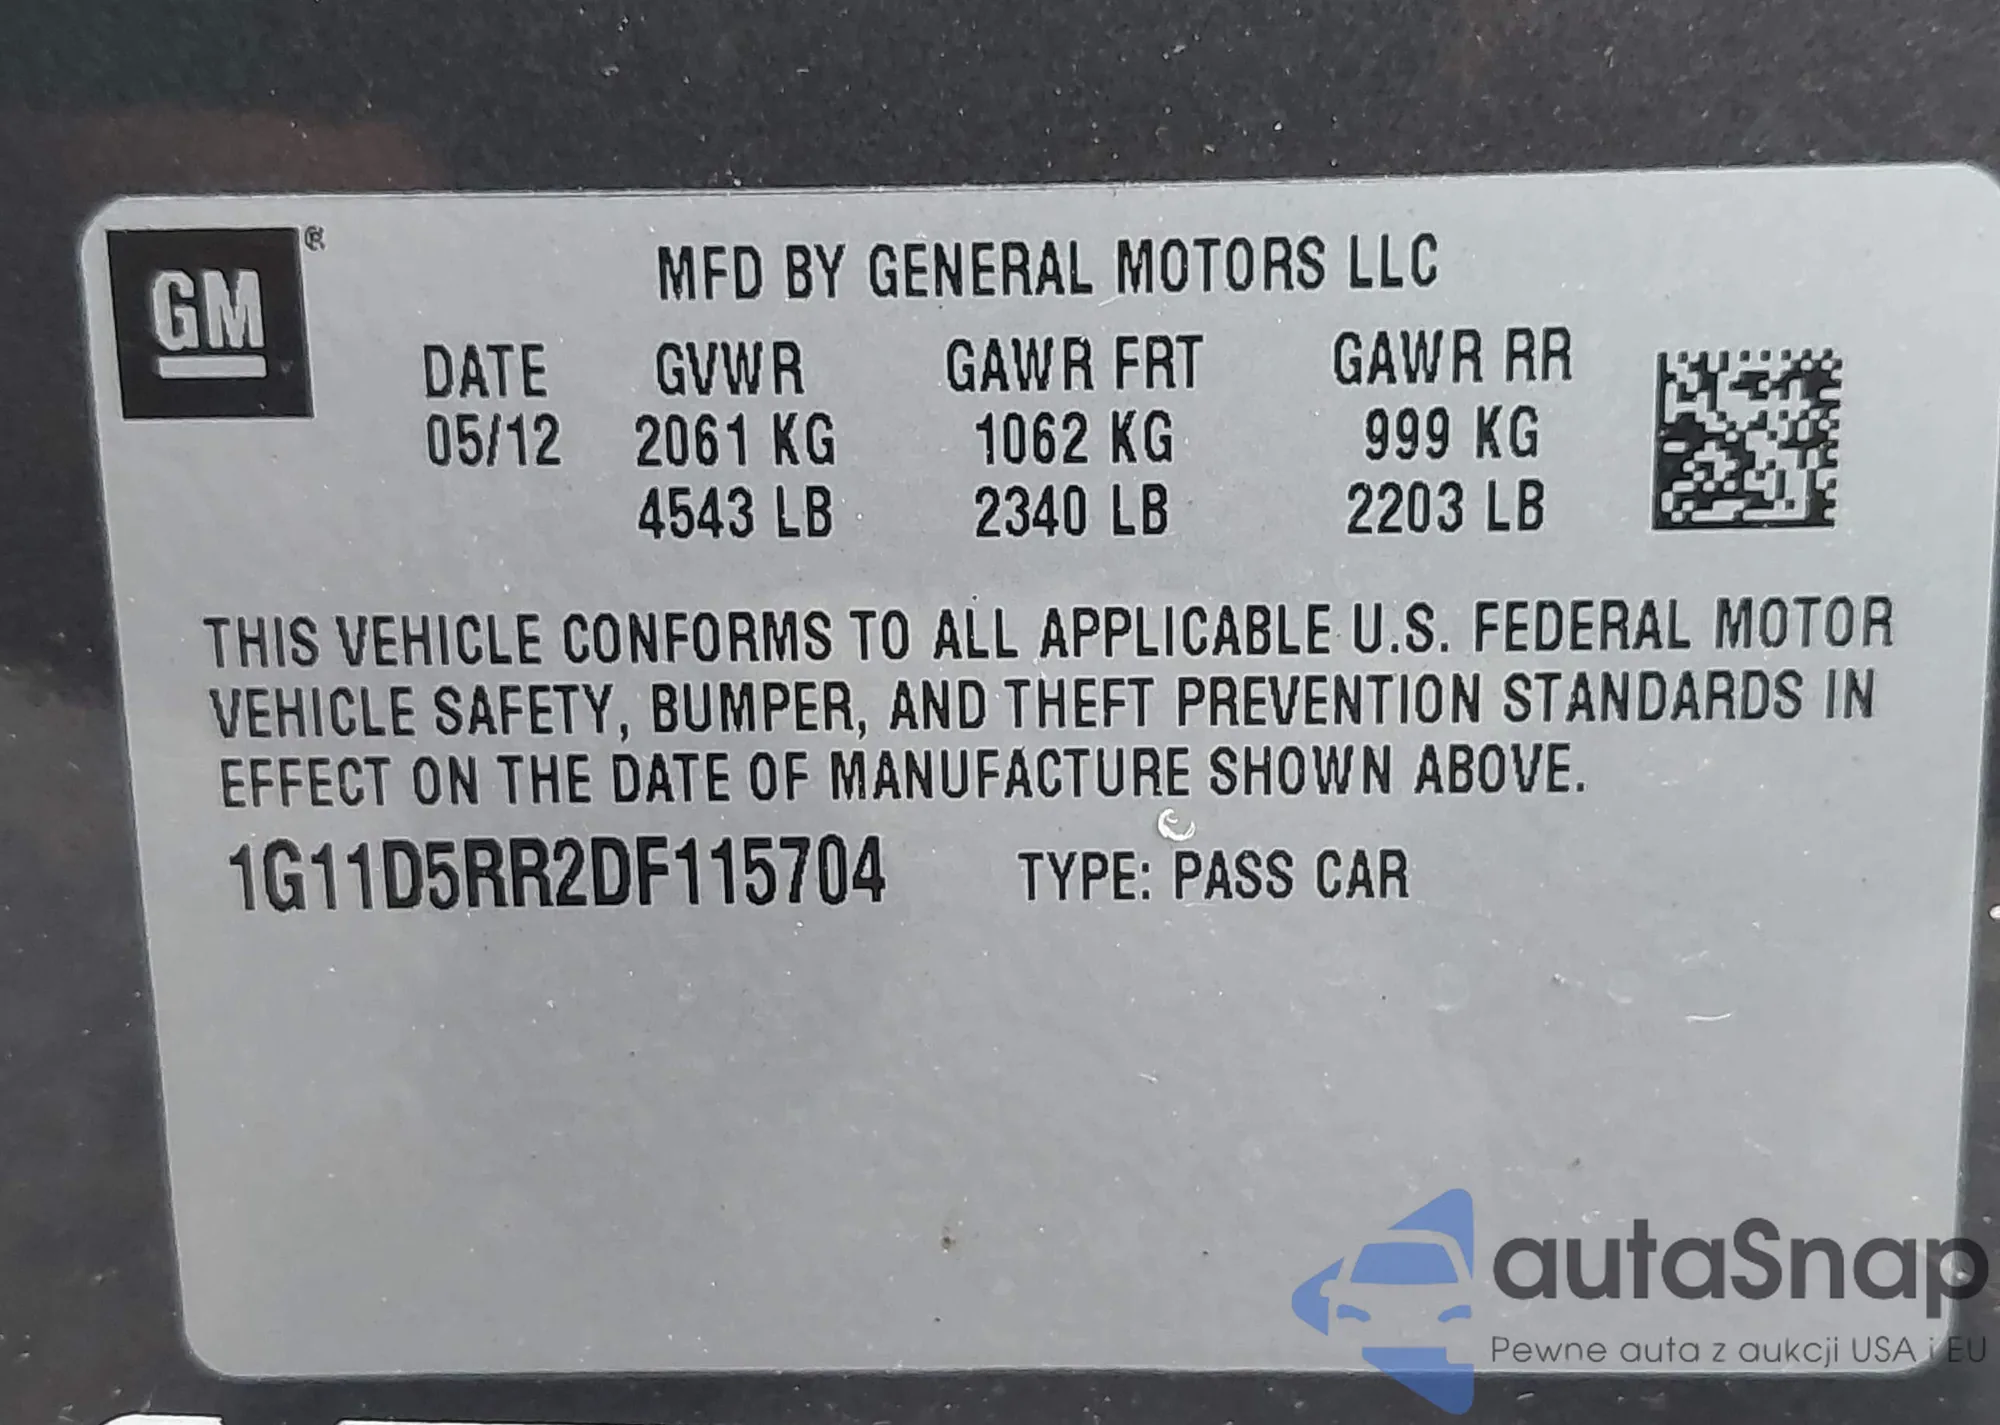 GM ®
MFD BY GENERAL MOTORS LLC
DATE GVWR GAWR FRT GAWR RR
05/12 2061 KG 1062 KG 999 KG
4543 LB 2340 LB 2203 LB
THIS VEHICLE CONFORMS TO ALL APPLICABLE U.S. FEDERAL MOTOR
VEHICLE SAFETY, BUMPER, AND THEFT PREVENTION STANDARDS IN
EFFECT ON THE DATE OF MANUFACTURE SHOWN ABOVE.
1G11D5RR2DF115704 TYPE: PASS CAR
autaSnap
Pewne auta z aukcji USA i EU